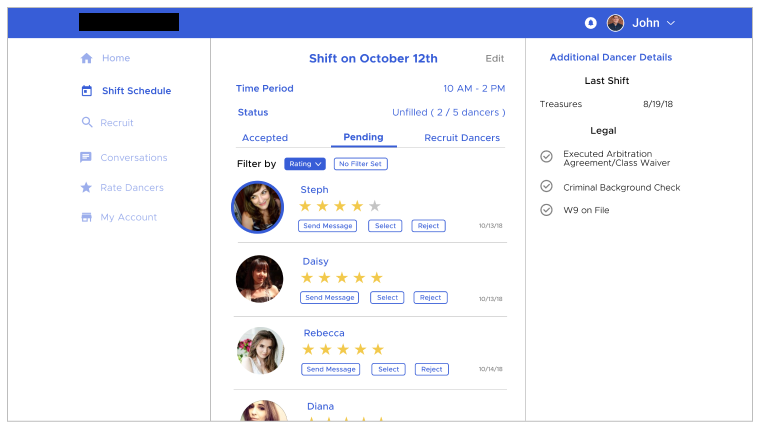 John
Home
Shift Schedule
Recruit
Conversations
Rate Dancers
My Account
Shift on October 12th
Edit
Time Period
10 AM - 2 PM
Status
Unfilled ( 2 / 5 dancers )
Accepted
Pending
Recruit Dancers
Filter by
Rating
No Filter Set
Steph
Send Message
Select
Reject
10/13/18
Daisy
Send Message
Select
Reject
10/13/18
Rebecca
Send Message
Select
Reject
10/14/18
Diana
Additional Dancer Details
Last Shift
Treasures
8/19/18
Legal
Executed Arbitration
Agreement/Class Waiver
Criminal Background Check
W9 on File